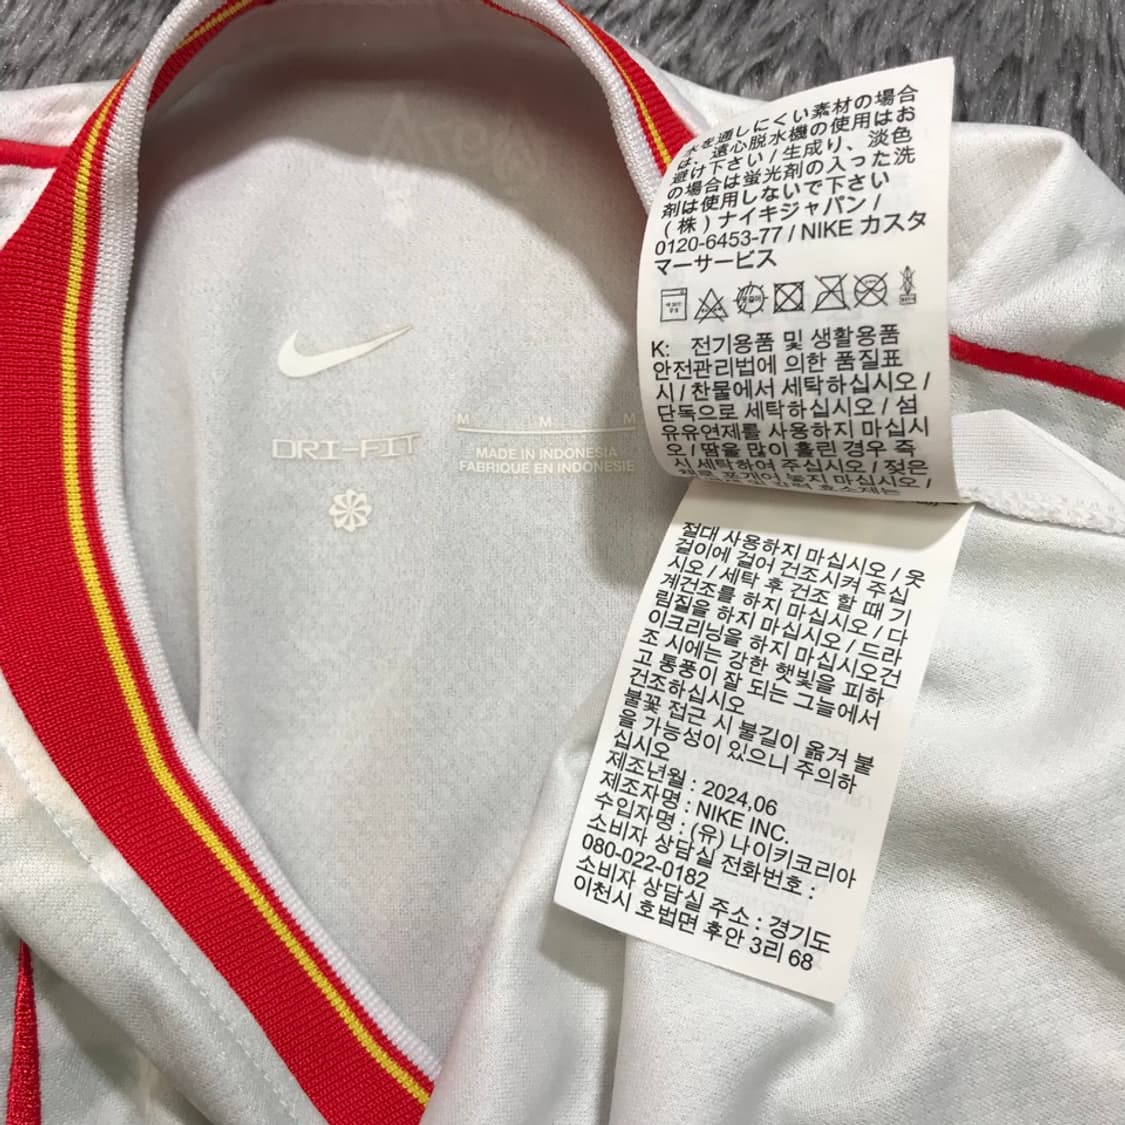 DRI-FIT
M M M
MADE IN INDONESIA
FABRIQUE EN INDONESIE
を通しにくい素材の場合
は、遠心脱水機の使用はお
避け下さい / 生成り、淡色
の場合は蛍光剤の入った洗
剤は使用しないで下さい
(株) ナイキジャパン /
0120-6453-77 / NIKE カスタ
マーサービス
K: 전기용품 및 생활용품
안전관리법에 의한 품질표
시 / 찬물에서 세탁하십시오 /
단독으로 세탁하십시오 / 섬
유유연제를 사용하지 마십시
오 / 땀을 많이 흘린 경우 즉
시 세탁하여 주십시오 / 젖은
채로 포개어 놓지 마십시오 /
절대 사용하지 마십시오 / 옷
걸이에 걸어 건조시켜 주십
시오 / 세탁 후 건조 할 때 기
계건조를 하지 마십시오 / 다
림질을 하지 마십시오 / 드라
이크리닝을 하지 마십시오건
조 시에는 강한 햇빛을 피하
고 통풍이 잘 되는 그늘에서
건조하십시오
불꽃 접근 시 불길이 옮겨 붙
을 가능성이 있으니 주의하
십시오
제조년월 : 2024,06
제조자명 : NIKE INC.
수입자명 : (유) 나이키코리아
소비자 상담실 전화번호 :
080-022-0182
소비자 상담실 주소 : 경기도
이천시 호법면 후안 3리 68